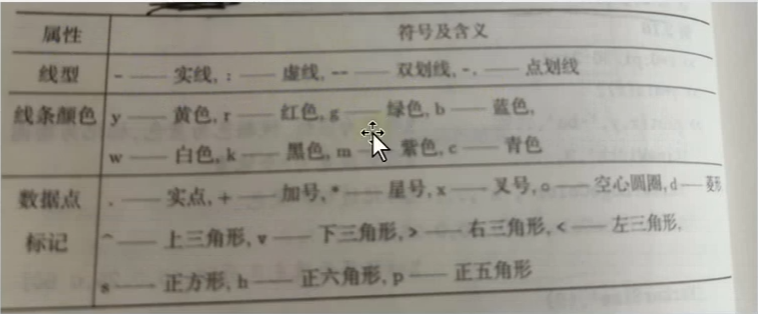 属性 符号及含义
线型 - —— 实线, : —— 虚线, -- —— 双划线, -. —— 点划线
线条颜色 y —— 黄色, r —— 红色, g —— 绿色, b —— 蓝色,
w —— 白色, k —— 黑色, m —— 紫色, c —— 青色
数据点 . —— 实点, + —— 加号, * —— 星号, x —— 叉号, o —— 空心圆圈, d —— 菱形
标记 ^ —— 上三角形, v —— 下三角形, > —— 右三角形, < —— 左三角形,
s —— 正方形, h —— 正六角形, p —— 正五角形